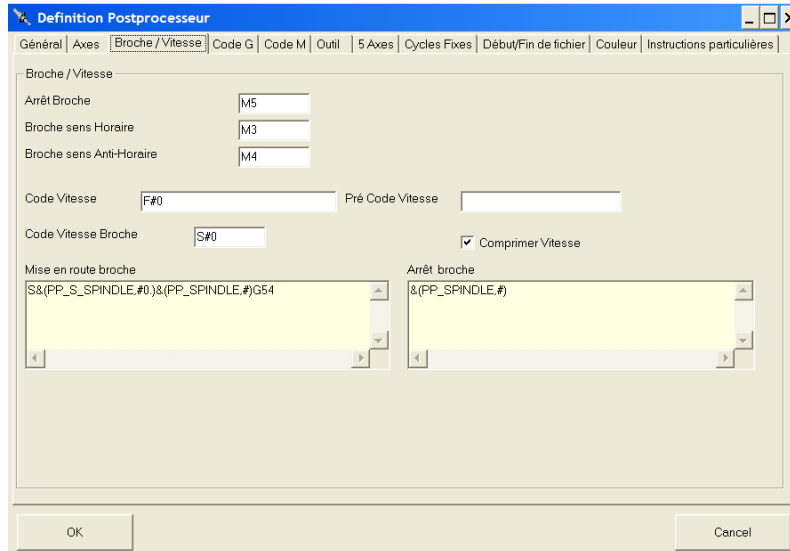 Definition Postprocesseur
Général Axes Broche / Vitesse Code G Code M Outil 5 Axes Cycles Fixes Début/Fin de fichier Couleur Instructions particulières
Broche / Vitesse
Arrêt Broche M5
Broche sens Horaire M3
Broche sens Anti-Horaire M4
Code Vitesse F#0 Pré Code Vitesse
Code Vitesse Broche S#0 Comprimer Vitesse
Mise en route broche Arrêt broche
S&(PP_S_SPINDLE,#0.)&(PP_SPINDLE,#)G54 &(PP_SPINDLE,#)
OK Cancel